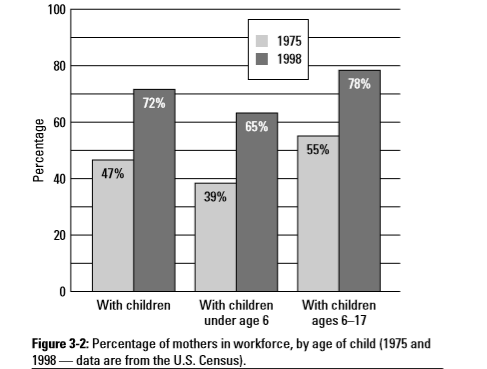 100
80
60
40
20
0
Percentage
1975
1998
47%
72%
39%
65%
55%
78%
With children
With children
under age 6
With children
ages 6–17
Figure 3-2: Percentage of mothers in workforce, by age of child (1975 and
1998 — data are from the U.S. Census).